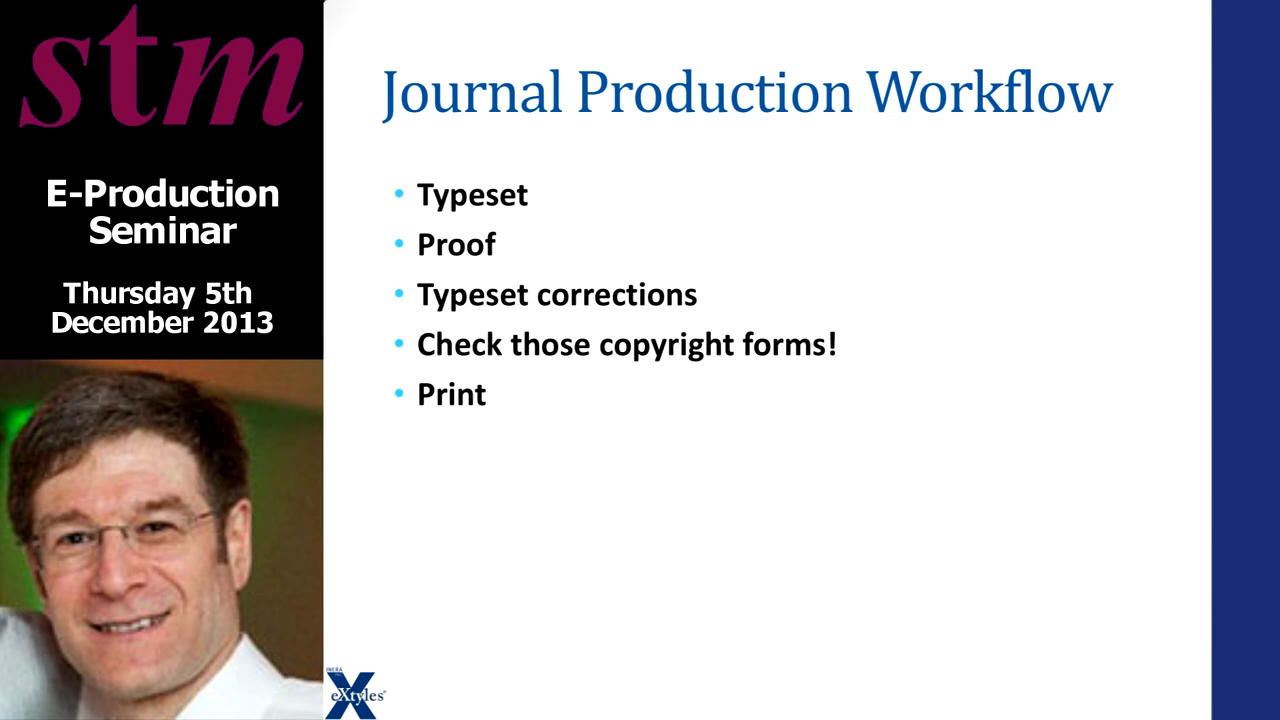 stm
E-Production
Seminar
Thursday 5th
December 2013
Journal Production Workflow
• Typeset
• Proof
• Typeset corrections
• Check those copyright forms!
• Print
INERA
eXtyles®